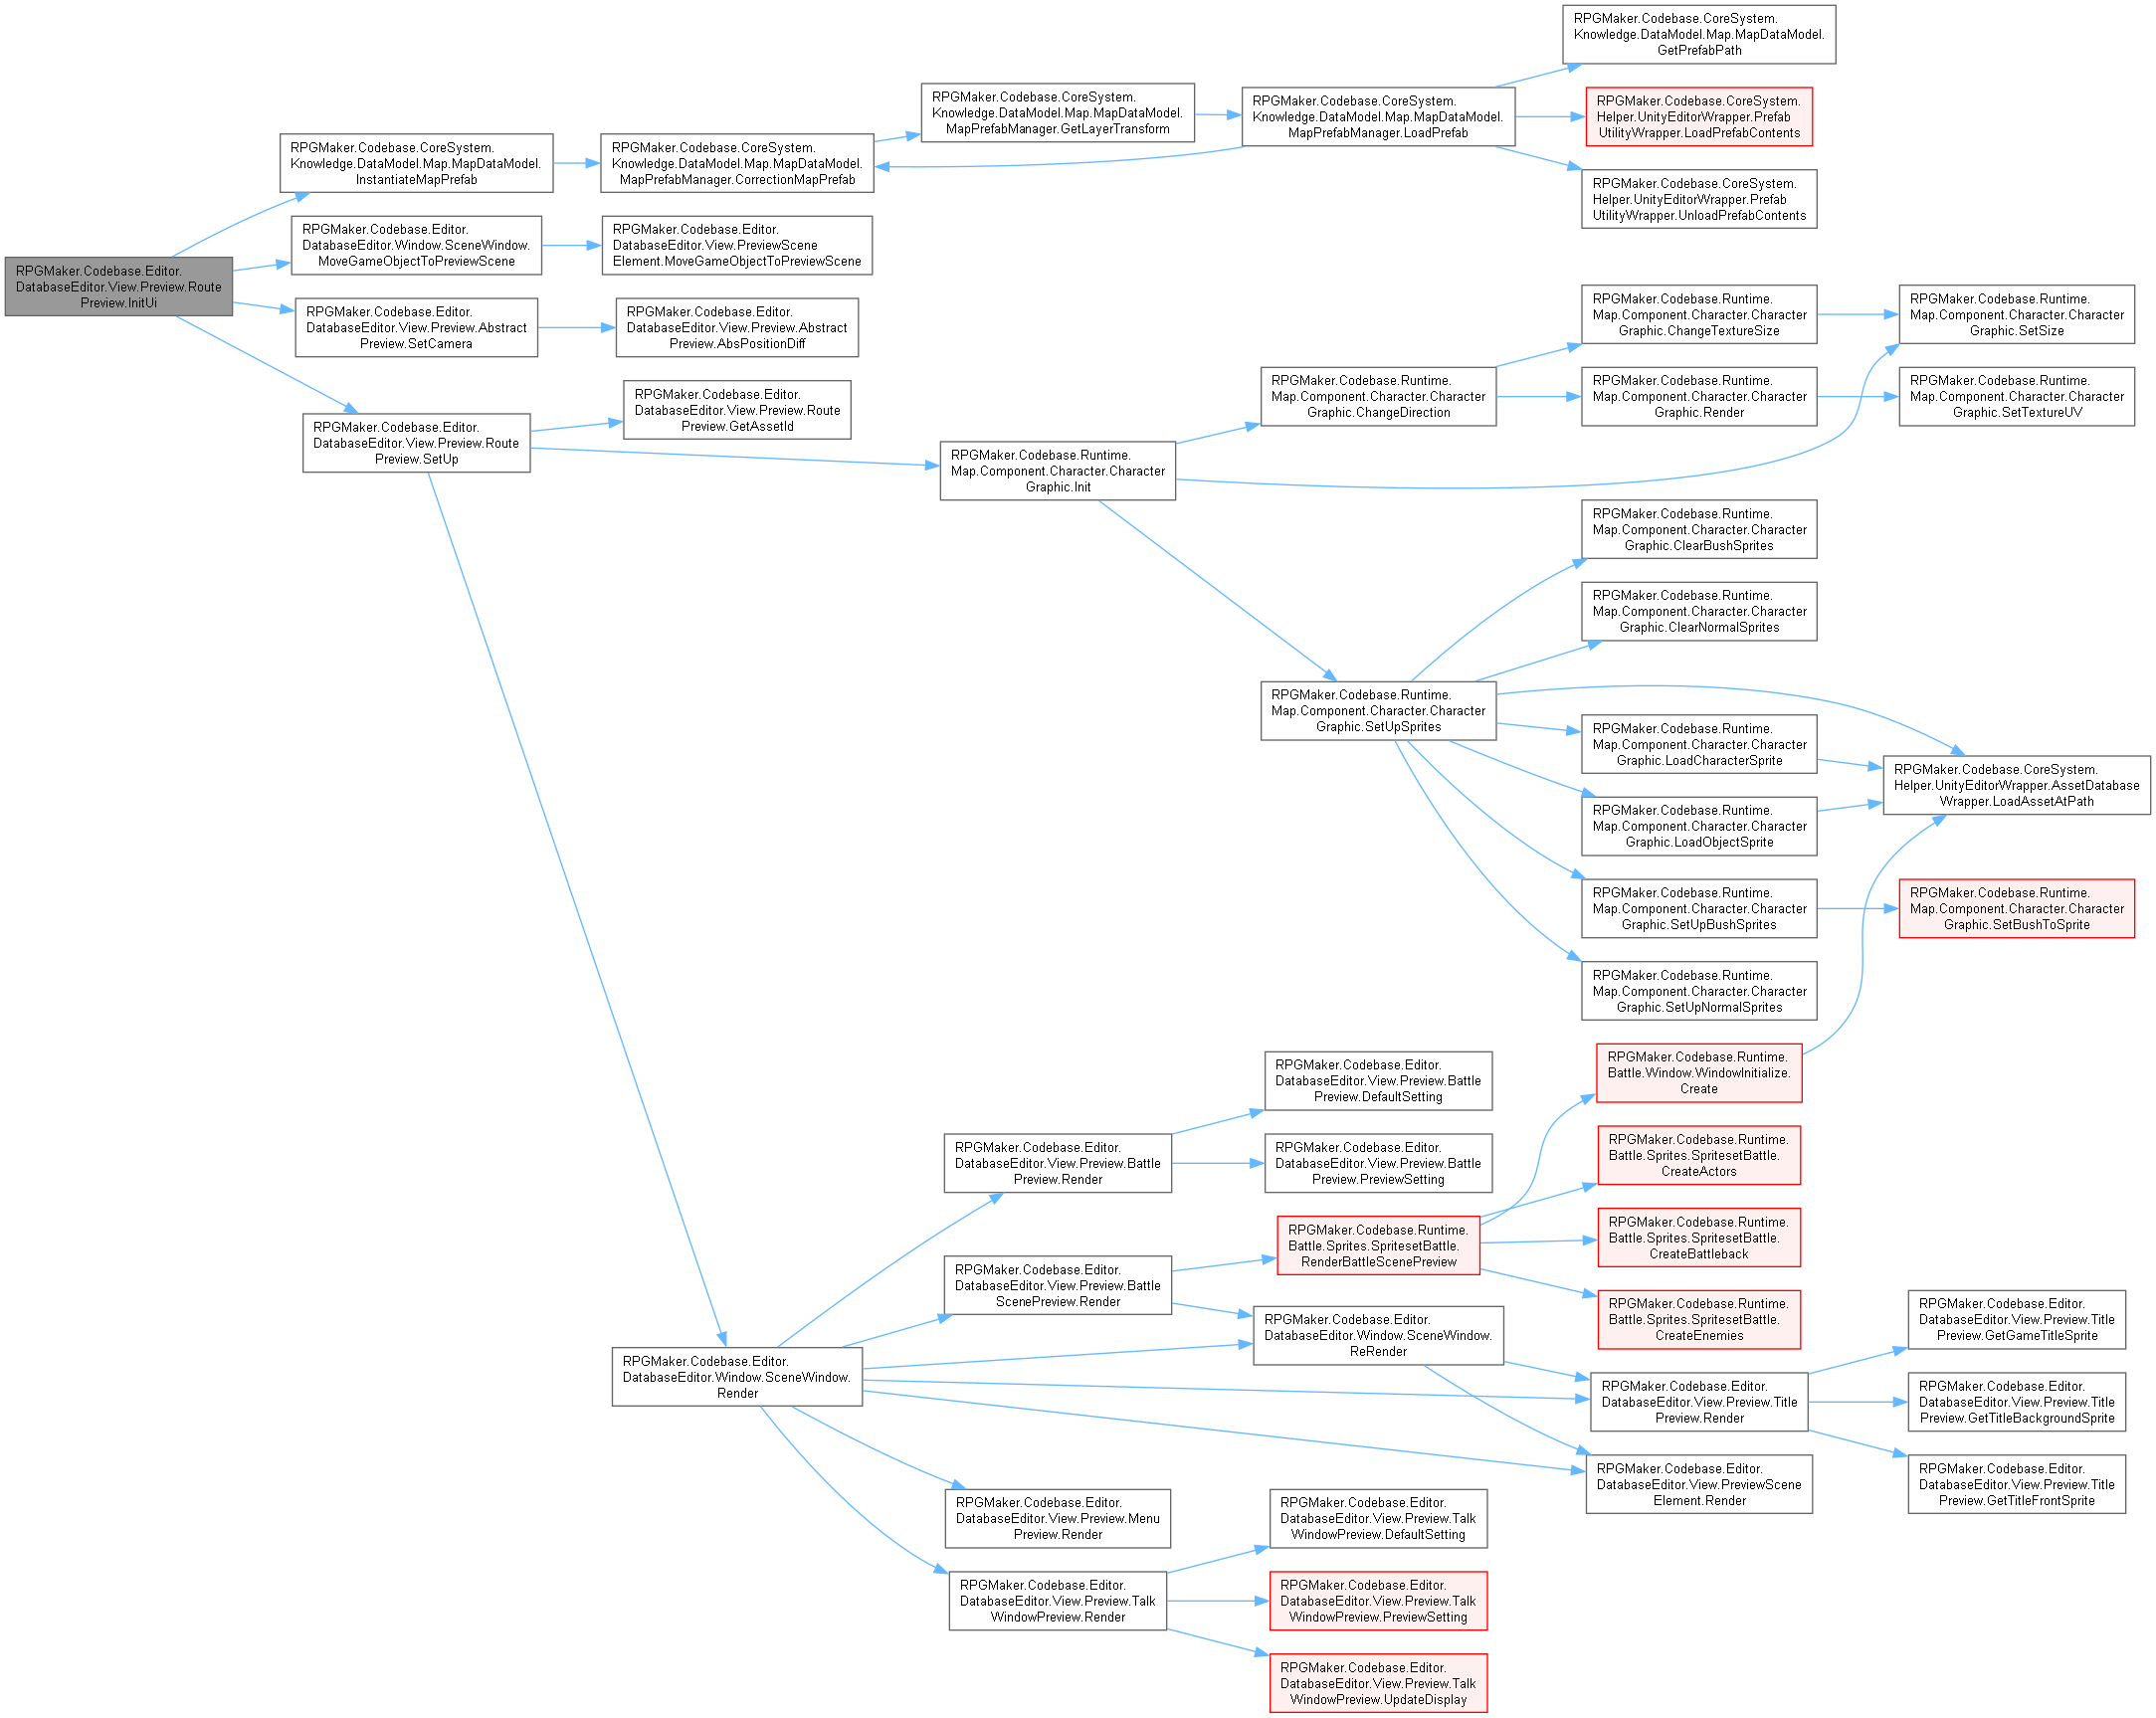 RPGMaker.Codebase.Editor.
DatabaseEditor.View.Preview.Route
Preview.InitUi
RPGMaker.Codebase.CoreSystem.
Knowledge.DataModel.Map.MapDataModel.
InstantiateMapPrefab
RPGMaker.Codebase.CoreSystem.
Knowledge.DataModel.Map.MapDataModel.
MapPrefabManager.CorrectionMapPrefab
RPGMaker.Codebase.CoreSystem.
Knowledge.DataModel.Map.MapDataModel.
MapPrefabManager.GetLayerTransform
RPGMaker.Codebase.CoreSystem.
Knowledge.DataModel.Map.MapDataModel.
MapPrefabManager.LoadPrefab
RPGMaker.Codebase.CoreSystem.
Knowledge.DataModel.Map.MapDataModel.
GetPrefabPath
RPGMaker.Codebase.CoreSystem.
Helper.UnityEditorWrapper.Prefab
UtilityWrapper.LoadPrefabContents
RPGMaker.Codebase.CoreSystem.
Helper.UnityEditorWrapper.Prefab
UtilityWrapper.UnloadPrefabContents
RPGMaker.Codebase.Editor.
DatabaseEditor.Window.SceneWindow.
MoveGameObjectToPreviewScene
RPGMaker.Codebase.Editor.
DatabaseEditor.View.PreviewScene
Element.MoveGameObjectToPreviewScene
RPGMaker.Codebase.Editor.
DatabaseEditor.View.Preview.Abstract
Preview.SetCamera
RPGMaker.Codebase.Editor.
DatabaseEditor.View.Preview.Abstract
Preview.AbsPositionDiff
RPGMaker.Codebase.Editor.
DatabaseEditor.View.Preview.Route
Preview.SetUp
RPGMaker.Codebase.Editor.
DatabaseEditor.View.Preview.Route
Preview.GetAssetId
RPGMaker.Codebase.Runtime.
Map.Component.Character.Character
Graphic.Init
RPGMaker.Codebase.Runtime.
Map.Component.Character.Character
Graphic.ChangeDirection
RPGMaker.Codebase.Runtime.
Map.Component.Character.Character
Graphic.ChangeTextureSize
RPGMaker.Codebase.Runtime.
Map.Component.Character.Character
Graphic.SetSize
RPGMaker.Codebase.Runtime.
Map.Component.Character.Character
Graphic.Render
RPGMaker.Codebase.Runtime.
Map.Component.Character.Character
Graphic.SetTextureUV
RPGMaker.Codebase.Runtime.
Map.Component.Character.Character
Graphic.SetUpSprites
RPGMaker.Codebase.Runtime.
Map.Component.Character.Character
Graphic.ClearBushSprites
RPGMaker.Codebase.Runtime.
Map.Component.Character.Character
Graphic.ClearNormalSprites
RPGMaker.Codebase.Runtime.
Map.Component.Character.Character
Graphic.LoadCharacterSprite
RPGMaker.Codebase.CoreSystem.
Helper.UnityEditorWrapper.AssetDatabase
Wrapper.LoadAssetAtPath
RPGMaker.Codebase.Runtime.
Map.Component.Character.Character
Graphic.LoadObjectSprite
RPGMaker.Codebase.Runtime.
Map.Component.Character.Character
Graphic.SetUpBushSprites
RPGMaker.Codebase.Runtime.
Map.Component.Character.Character
Graphic.SetBushToSprite
RPGMaker.Codebase.Runtime.
Map.Component.Character.Character
Graphic.SetUpNormalSprites
RPGMaker.Codebase.Editor.
DatabaseEditor.Window.SceneWindow.
Render
RPGMaker.Codebase.Editor.
DatabaseEditor.View.Preview.Battle
Preview.Render
RPGMaker.Codebase.Editor.
DatabaseEditor.View.Preview.Battle
Preview.DefaultSetting
RPGMaker.Codebase.Editor.
DatabaseEditor.View.Preview.Battle
Preview.PreviewSetting
RPGMaker.Codebase.Editor.
DatabaseEditor.View.Preview.Battle
ScenePreview.Render
RPGMaker.Codebase.Runtime.
Battle.Sprites.SpritesetBattle.
RenderBattleScenePreview
RPGMaker.Codebase.Runtime.
Battle.Window.WindowInitialize.
Create
RPGMaker.Codebase.Runtime.
Battle.Sprites.SpritesetBattle.
CreateActors
RPGMaker.Codebase.Runtime.
Battle.Sprites.SpritesetBattle.
CreateBattleback
RPGMaker.Codebase.Runtime.
Battle.Sprites.SpritesetBattle.
CreateEnemies
RPGMaker.Codebase.Editor.
DatabaseEditor.Window.SceneWindow.
ReRender
RPGMaker.Codebase.Editor.
DatabaseEditor.View.Preview.Title
Preview.Render
RPGMaker.Codebase.Editor.
DatabaseEditor.View.Preview.Title
Preview.GetGameTitleSprite
RPGMaker.Codebase.Editor.
DatabaseEditor.View.Preview.Title
Preview.GetTitleBackgroundSprite
RPGMaker.Codebase.Editor.
DatabaseEditor.View.Preview.Title
Preview.GetTitleFrontSprite
RPGMaker.Codebase.Editor.
DatabaseEditor.View.PreviewScene
Element.Render
RPGMaker.Codebase.Editor.
DatabaseEditor.View.Preview.Menu
Preview.Render
RPGMaker.Codebase.Editor.
DatabaseEditor.View.Preview.Talk
WindowPreview.Render
RPGMaker.Codebase.Editor.
DatabaseEditor.View.Preview.Talk
WindowPreview.DefaultSetting
RPGMaker.Codebase.Editor.
DatabaseEditor.View.Preview.Talk
WindowPreview.PreviewSetting
RPGMaker.Codebase.Editor.
DatabaseEditor.View.Preview.Talk
WindowPreview.UpdateDisplay